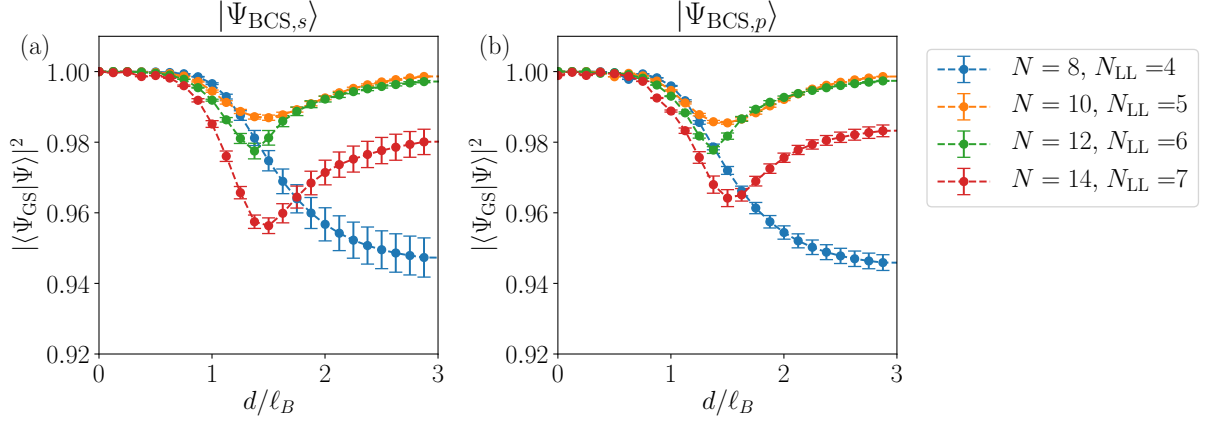 |Ψ_BCS,s⟩
(a)
1.00
0.98
0.96
0.94
0.92
|⟨Ψ_GS|Ψ⟩|²
0 1 2 3
d/ℓ_B
|Ψ_BCS,p⟩
(b)
1.00
0.98
0.96
0.94
0.92
|⟨Ψ_GS|Ψ⟩|²
0 1 2 3
d/ℓ_B
N = 8, N_LL =4
N = 10, N_LL =5
N = 12, N_LL =6
N = 14, N_LL =7